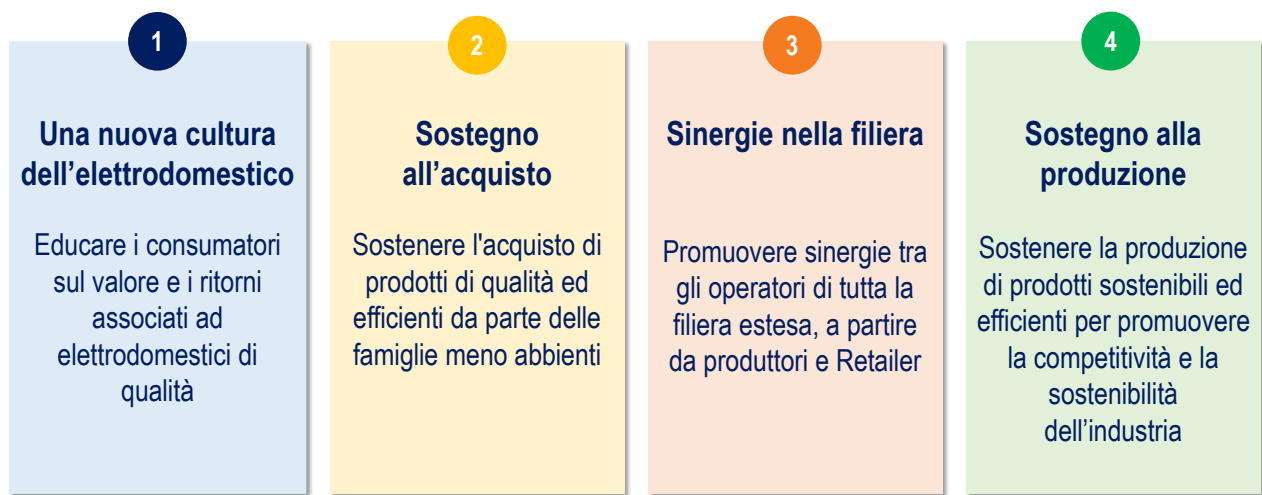 1
Una nuova cultura
dell’elettrodomestico
Educare i consumatori
sul valore e i ritorni
associati ad
elettrodomestici di
qualità
2
Sostegno
all’acquisto
Sostenere l'acquisto di
prodotti di qualità ed
efficienti da parte delle
famiglie meno abbienti
3
Sinergie nella filiera
Promuovere sinergie tra
gli operatori di tutta la
filiera estesa, a partire
da produttori e Retailer
4
Sostegno alla
produzione
Sostenere la produzione
di prodotti sostenibili ed
efficienti per promuovere
la competitività e la
sostenibilità
dell’industria